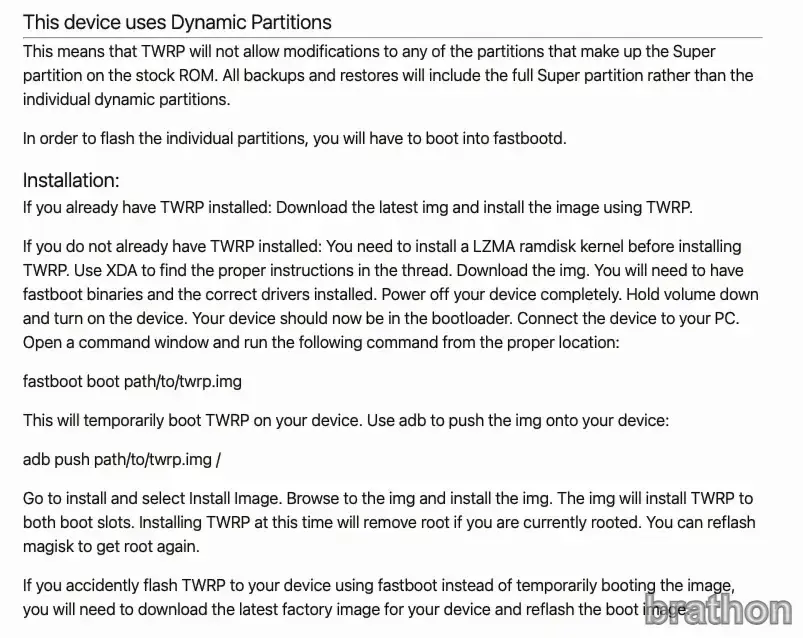 This device uses Dynamic Partitions
This means that TWRP will not allow modifications to any of the partitions that make up the Super
partition on the stock ROM. All backups and restores will include the full Super partition rather than the
individual dynamic partitions.
In order to flash the individual partitions, you will have to boot into fastbootd.
Installation:
If you already have TWRP installed: Download the latest img and install the image using TWRP.
If you do not already have TWRP installed: You need to install a LZMA ramdisk kernel before installing
TWRP. Use XDA to find the proper instructions in the thread. Download the img. You will need to have
fastboot binaries and the correct drivers installed. Power off your device completely. Hold volume down
and turn on the device. Your device should now be in the bootloader. Connect the device to your PC.
Open a command window and run the following command from the proper location:
fastboot boot path/to/twrp.img
This will temporarily boot TWRP on your device. Use adb to push the img onto your device:
adb push path/to/twrp.img /
Go to install and select Install Image. Browse to the img and install the img. The img will install TWRP to
both boot slots. Installing TWRP at this time will remove root if you are currently rooted. You can reflash
magisk to get root again.
If you accidently flash TWRP to your device using fastboot instead of temporarily booting the image,
you will need to download the latest factory image for your device and reflash the boot image.
brathon